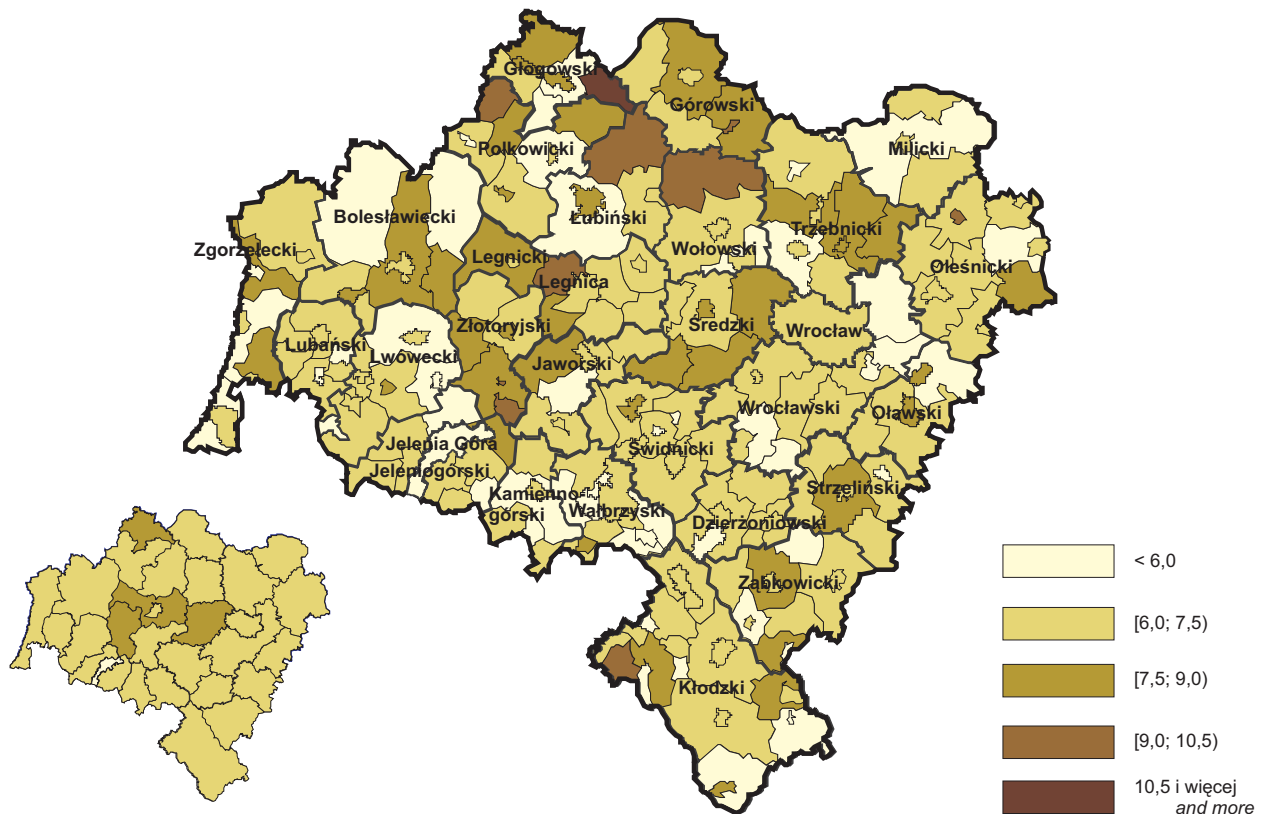 Głogowski
Górowski
Polkowicki
Milicki
Bolesławiecki
Łubiński
Trzebnicki
Zgorzelecki
Wołowski
Legnicki
Oleśnicki
Legnica
Złotoryjski
Średzki
Wrocław
Lubański
Lwówecki
Jaworski
Wrocławski
Oławski
Jelenia Góra
Świdnicki
Jeleniogórski
Strzeliński
Kamienno-
górski
Wałbrzyski
Dzierżoniowski
Ząbkowicki
Kłodzki
< 6,0
[6,0; 7,5)
[7,5; 9,0)
[9,0; 10,5)
10,5 i więcej
and more